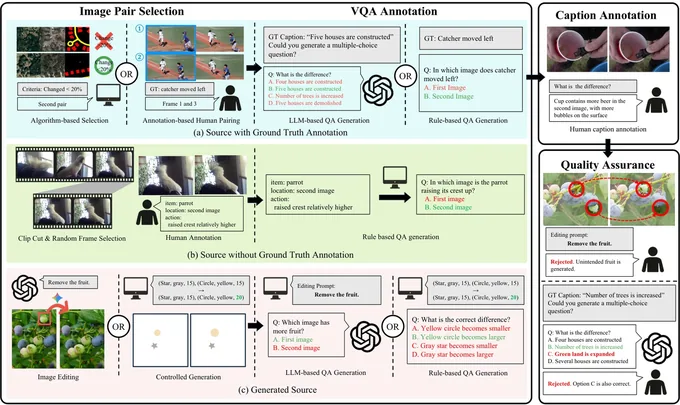 Image Pair Selection
VQA Annotation
Criteria: Changed < 20%
Second pair
Algorithm-based Selection
OR
①
②
GT: catcher moved left
Frame 1 and 3
Annotation-based Human Pairing
GT Caption: “Five houses are constructed”
Could you generate a multiple-choice
question?
Q: What is the difference?
A. Four houses are constructed
B. Five houses are constructed
C. Number of trees is increased
D. Five houses are demolished
LLM-based QA Generation
OR
GT: Catcher moved left
Q: In which image does catcher
moved left?
A. First Image
B. Second Image
Rule-based QA Generation
(a) Source with Ground Truth Annotation
Clip Cut & Random Frame Selection
item: parrot
location: second image
action:
raised crest relatively higher
Human Annotation
item: parrot
location: second image
action:
raised crest relatively higher
Q: In which image is the parrot
raising its crest up?
A. First image
B. Second image
Rule based QA generation
(b) Source without Ground Truth Annotation
Remove the fruit.
Image Editing
OR
(Star, gray, 15), (Circle, yellow, 15)
→
(Star, gray, 15), (Circle, yellow, 20)
Controlled Generation
Editing Prompt:
Remove the fruit.
Q: Which image has
more fruit?
A. First image
B. Second image
LLM-based QA Generation
OR
(Star, gray, 15), (Circle, yellow, 15)
→
(Star, gray, 15), (Circle, yellow, 20)
Q: What is the correct difference?
A. Yellow circle becomes smaller
B. Yellow circle becomes larger
C. Gray star becomes smaller
D. Gray star becomes larger
Rule-based QA Generation
(c) Generated Source
Caption Annotation
What is the difference?
Cup contains more beer in the
second image, with more
bubbles on the surface
Human caption annotation
Quality Assurance
Editing prompt:
Remove the fruit.
Rejected. Unintended fruit is
generated.
GT Caption: “Number of trees is increased”
Could you generate a multiple-choice
question?
Q: What is the difference?
A. Four houses are constructed
B. Number of trees is increased
C. Green land is expanded
D. Several houses are constructed
Rejected. Option C is also correct.